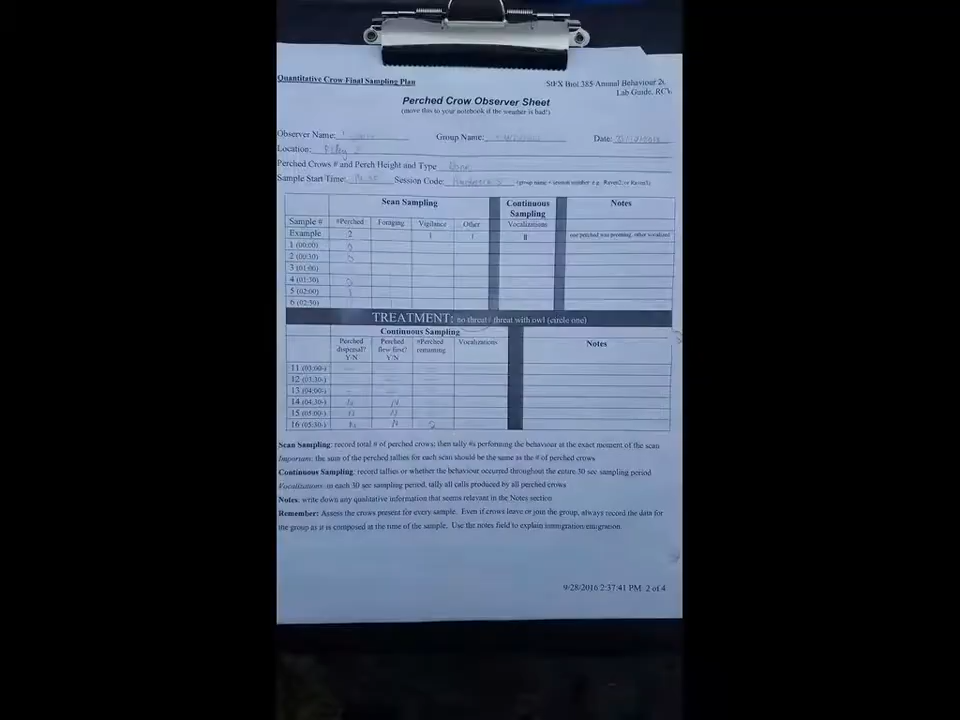 Quantitative Crow Final Sampling Plan
StFX Biol 385 Animal Behaviour
Lab Guide, RCL
Perched Crow Observer Sheet
(move this to your notebook if the weather is bad!)
Observer Name: Group Name: Date:
Location: Riley
Perched Crows # and Perch Height and Type
Sample Start Time: Session Code: (group name + session number e.g. Raven2 or Raven3)
Scan Sampling Continuous Sampling Notes
Sample # #Perched Foraging Vigilance Other Vocalizations
Example 2 1 1 II one perched was preening, other vocalized
1 (00:00) 0
2 (00:30) 0
3 (01:00)
4 (01:30) 0
5 (02:00)
6 (02:30)
TREATMENT: no threat/ threat with owl (circle one)
Continuous Sampling
Perched dispersal? Y/N Perched flew first? Y/N #Perched remaining Vocalizations Notes
11 (03:00-)
12 (03:30-)
13 (04:00-)
14 (04:30-) N N
15 (05:00-) N N
16 (05:30-) N N
Scan Sampling: record total # of perched crows; then tally #s performing the behaviour at the exact moment of the scan
Important: the sum of the perched tallies for each scan should be the same as the # of perched crows
Continuous Sampling: record tallies or whether the behaviour occurred throughout the entire 30 sec sampling period
Vocalizations: in each 30 sec sampling period, tally all calls produced by all perched crows
Notes: write down any qualitative information that seems relevant in the Notes section
Remember: Assess the crows present for every sample. Even if crows leave or join the group, always record the data for
the group as it is composed at the time of the sample. Use the notes field to explain immigration/emigration.
9/28/2016 2:37:41 PM 2 of 4